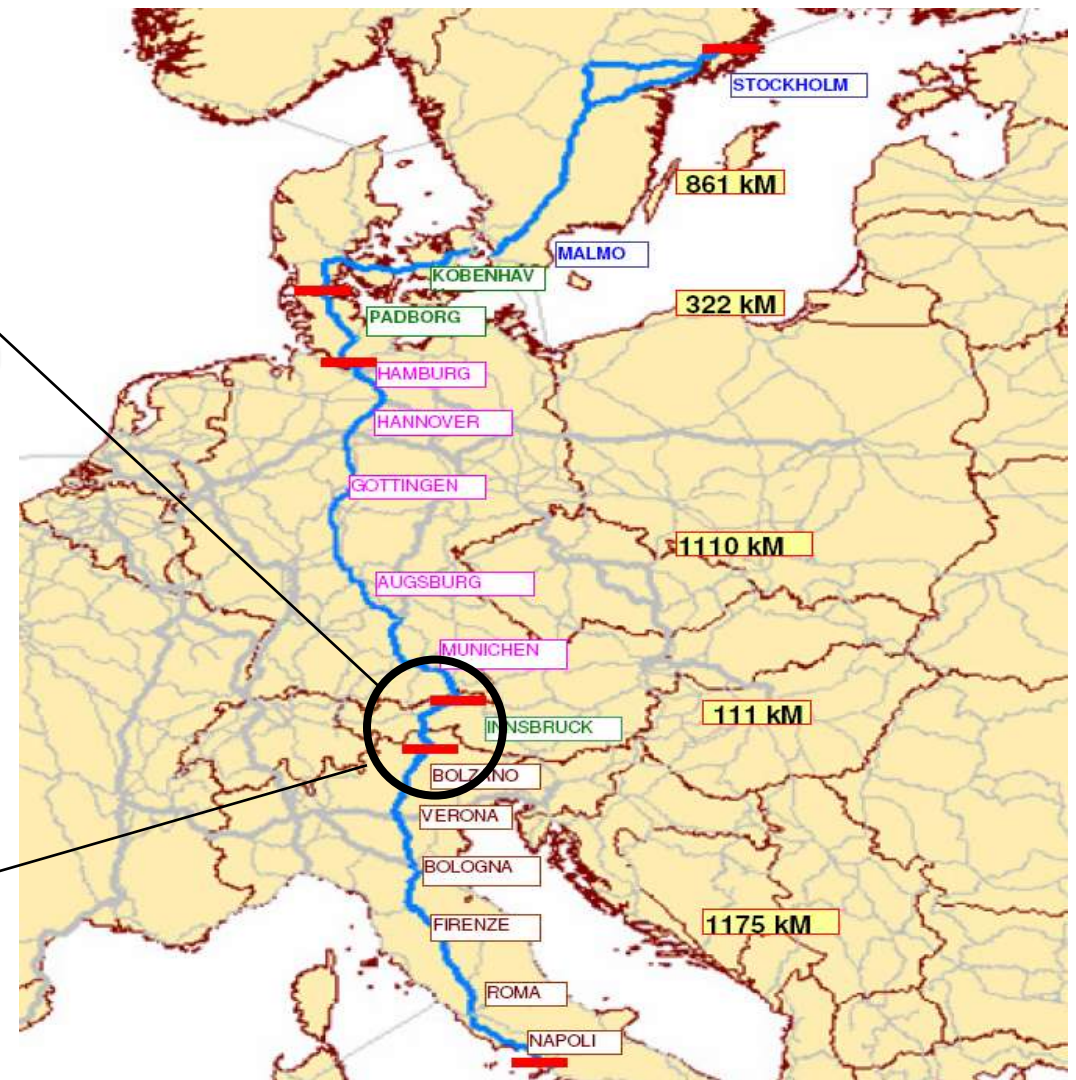 STOCKHOLM
861 kM
MALMO
KOBENHAV
322 kM
PADBORG
HAMBURG
HANNOVER
GOTTINGEN
1110 kM
AUGSBURG
MUNICHEN
111 kM
INNSBRUCK
BOLZANO
VERONA
BOLOGNA
1175 kM
FIRENZE
ROMA
NAPOLI